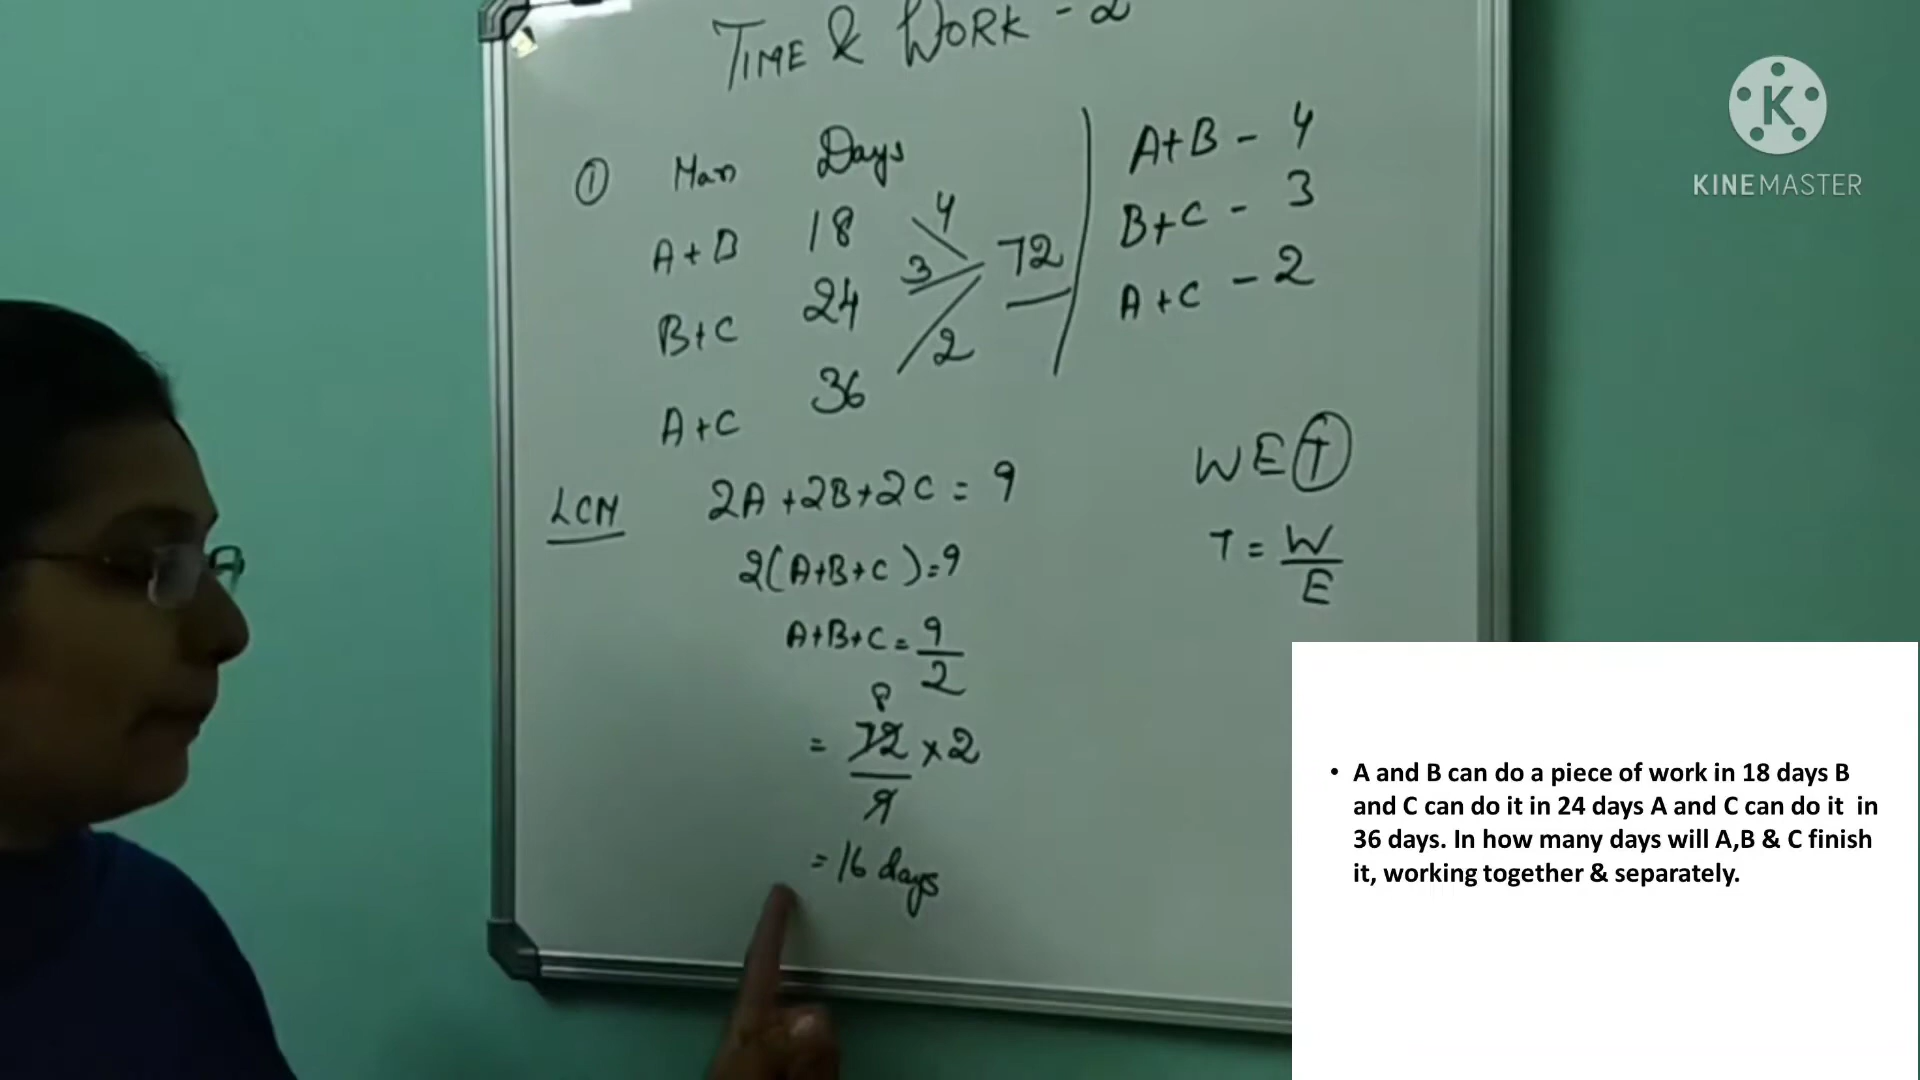 TIME & WORK - 2
① Man Days
A+B 18
B+C 24
A+C 36
4
3
2
72
A+B - 4
B+C - 3
A+C - 2
LCM
2A+2B+2C = 9
2(A+B+C)=9
A+B+C = 9/2
8
= 72/9 × 2
= 16 days
WET
T = W/E
K
KINEMASTER
• A and B can do a piece of work in 18 days B
and C can do it in 24 days A and C can do it in
36 days. In how many days will A,B & C finish
it, working together & separately.